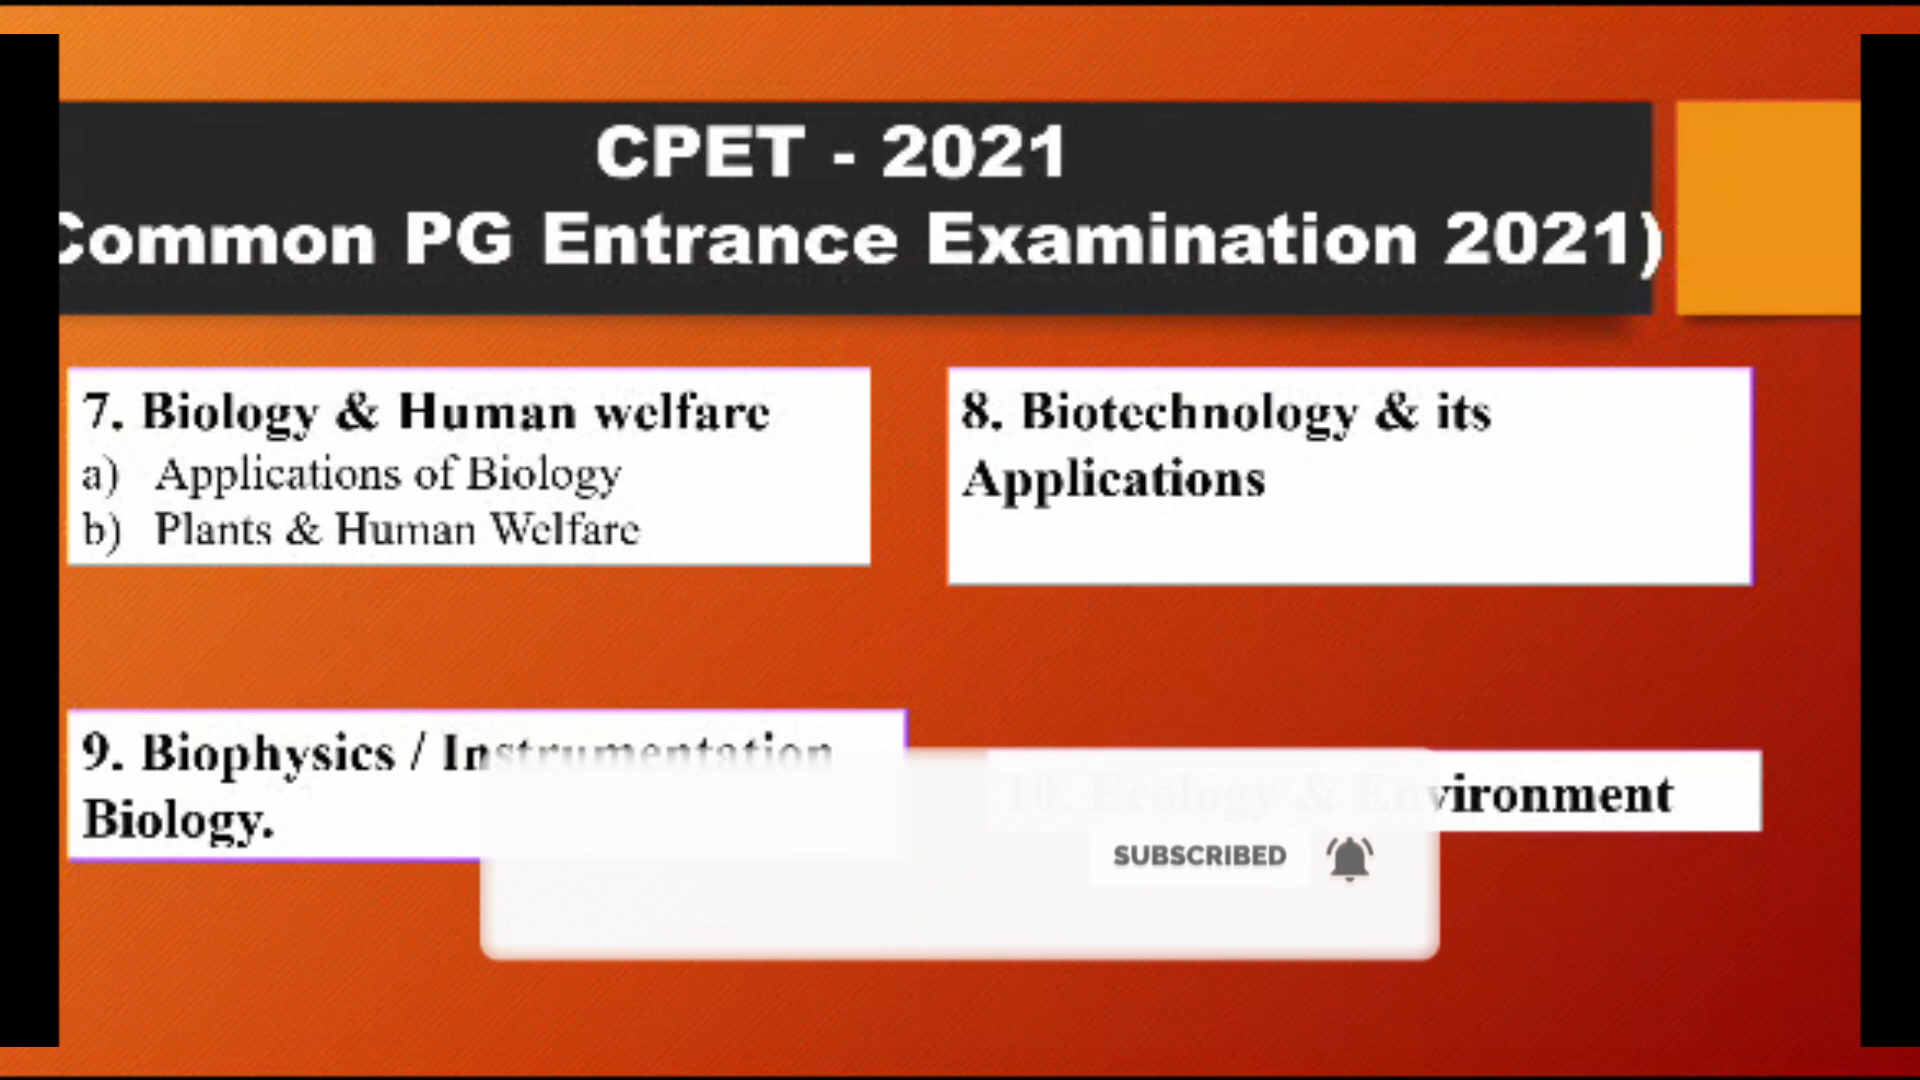 CPET - 2021
Common PG Entrance Examination 2021)
7. Biology & Human welfare
a) Applications of Biology
b) Plants & Human Welfare
8. Biotechnology & its
Applications
9. Biophysics / Instrumentation
Biology.
10. Ecology & Environment
SUBSCRIBED